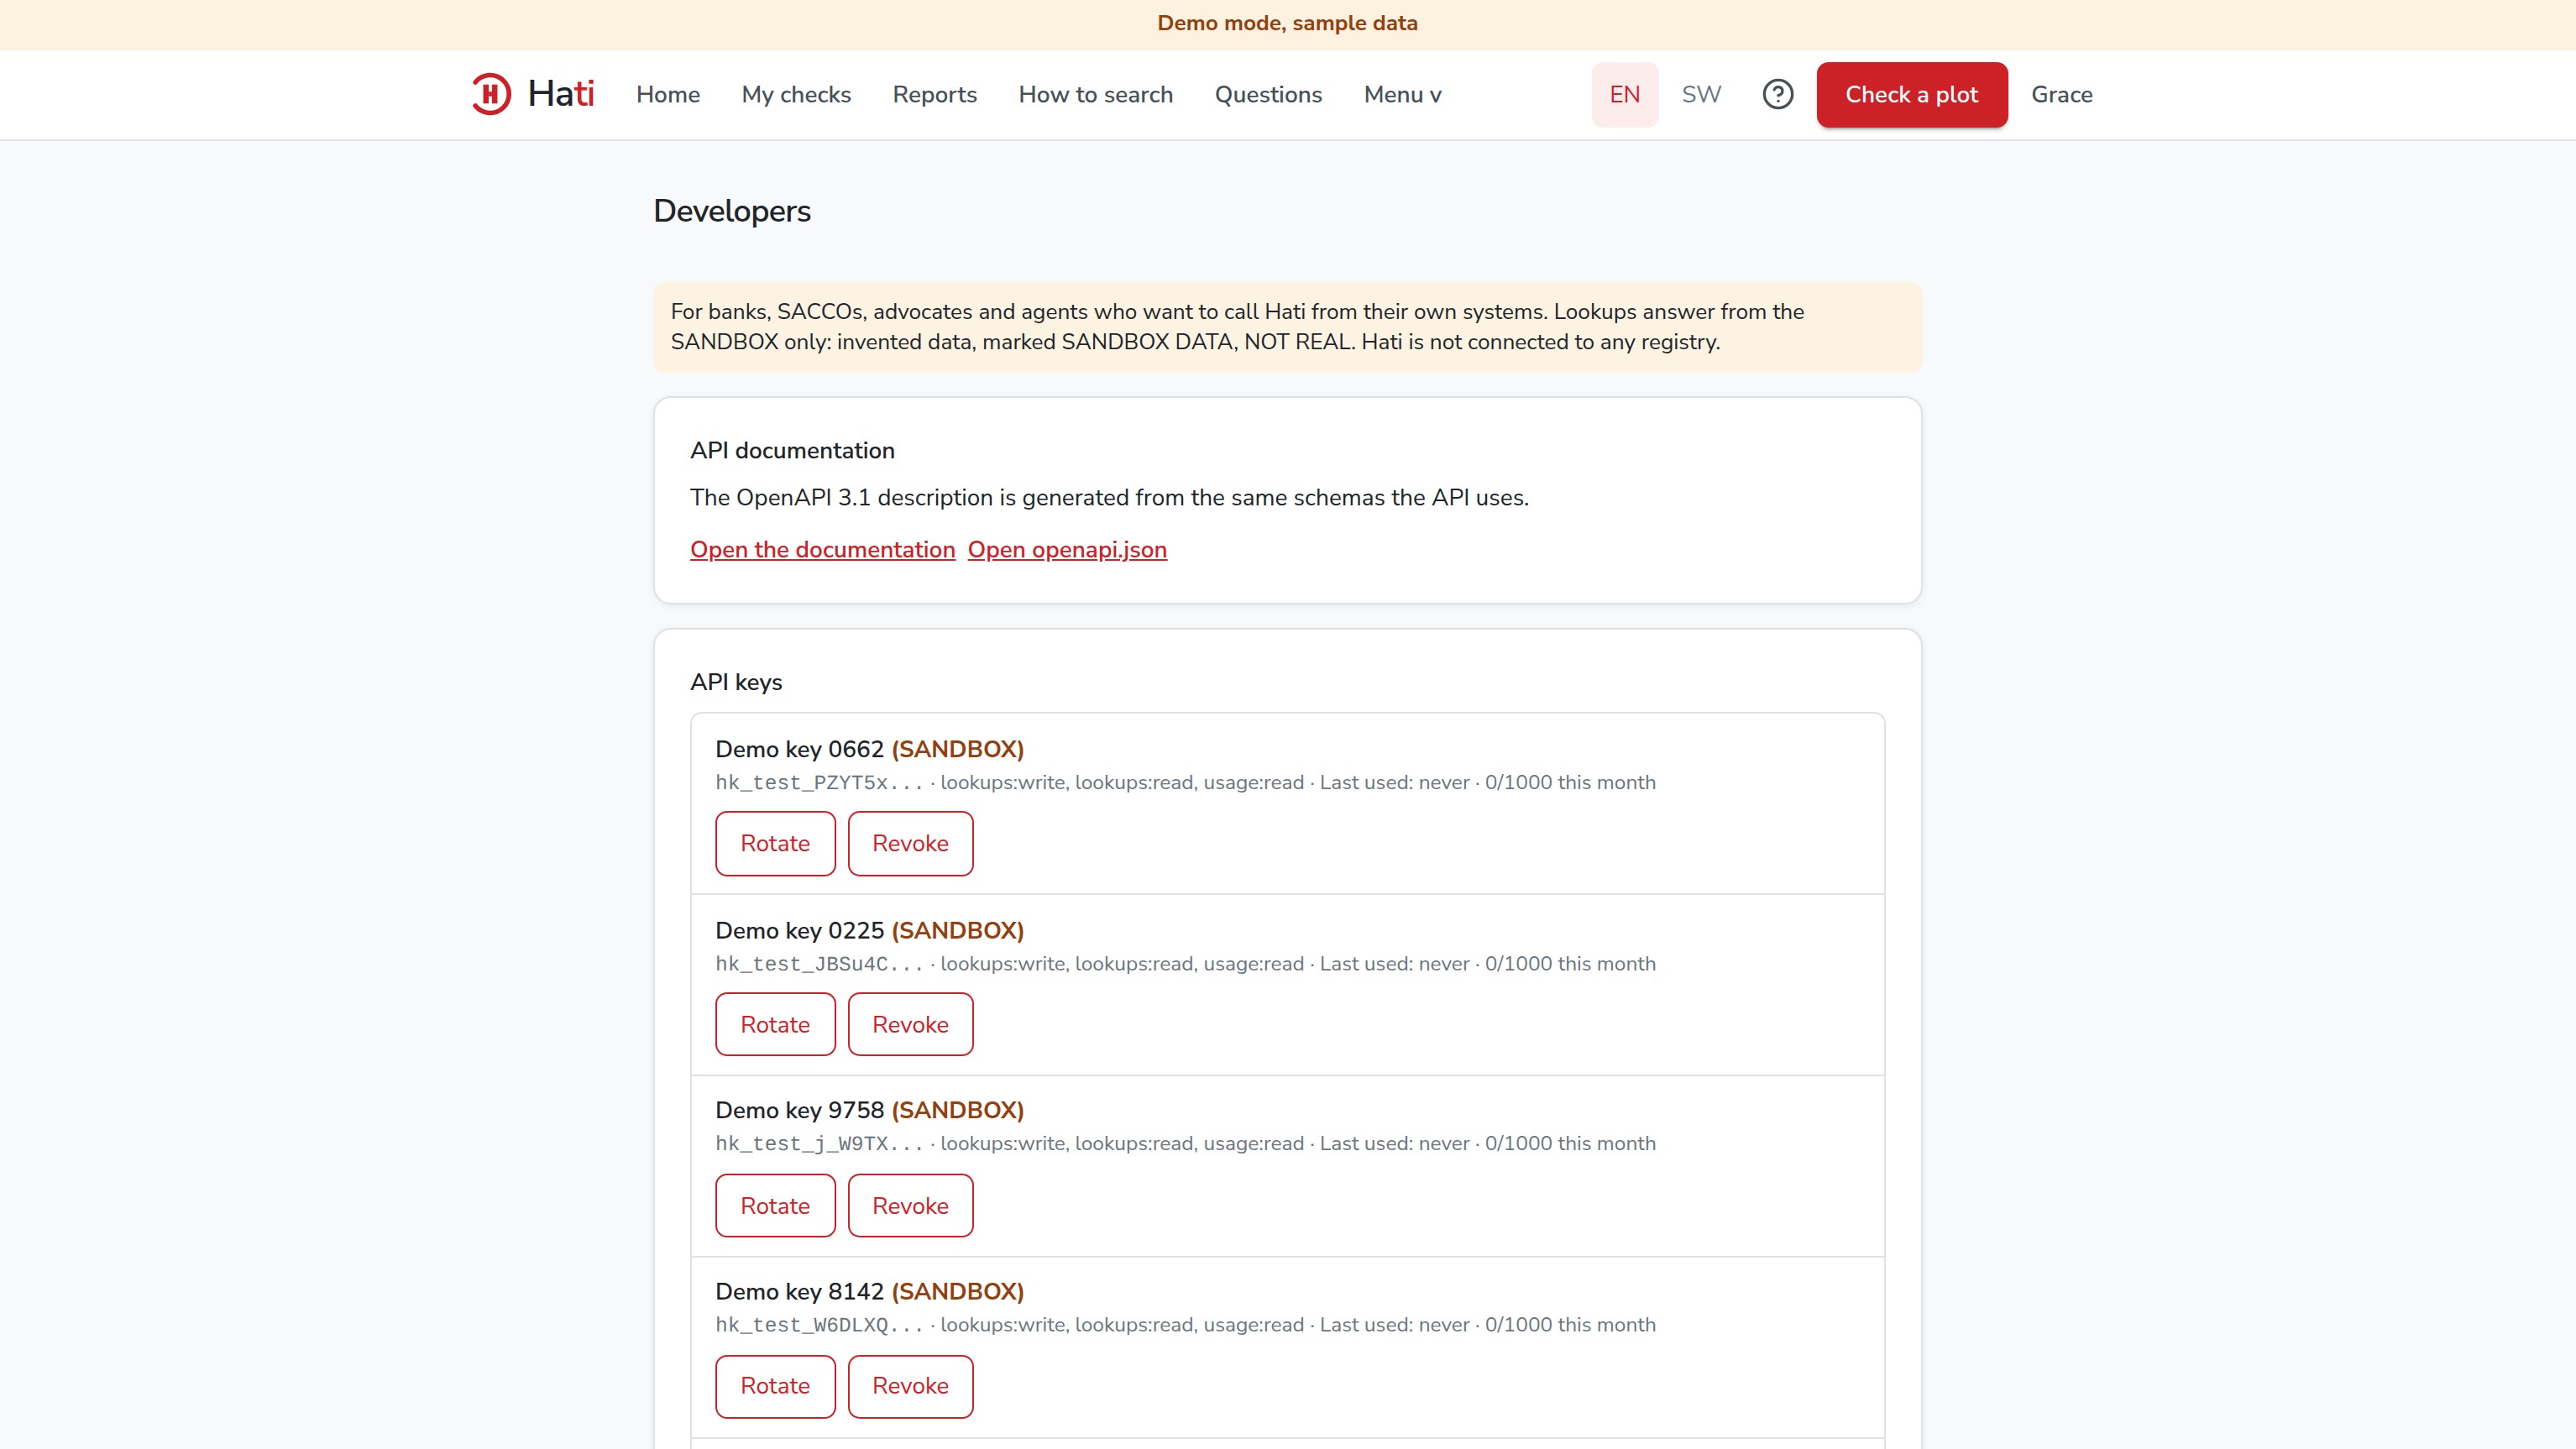 Demo mode, sample data
Hati Home My checks Reports How to search Questions Menu v EN SW ? Check a plot Grace
Developers
For banks, SACCOs, advocates and agents who want to call Hati from their own systems. Lookups answer from the
SANDBOX only: invented data, marked SANDBOX DATA, NOT REAL. Hati is not connected to any registry.
API documentation
The OpenAPI 3.1 description is generated from the same schemas the API uses.
Open the documentation Open openapi.json
API keys
Demo key 0662 (SANDBOX)
hk_test_PZYT5x... · lookups:write, lookups:read, usage:read · Last used: never · 0/1000 this month
Rotate Revoke
Demo key 0225 (SANDBOX)
hk_test_JBSu4C... · lookups:write, lookups:read, usage:read · Last used: never · 0/1000 this month
Rotate Revoke
Demo key 9758 (SANDBOX)
hk_test_j_W9TX... · lookups:write, lookups:read, usage:read · Last used: never · 0/1000 this month
Rotate Revoke
Demo key 8142 (SANDBOX)
hk_test_W6DLXQ... · lookups:write, lookups:read, usage:read · Last used: never · 0/1000 this month
Rotate Revoke